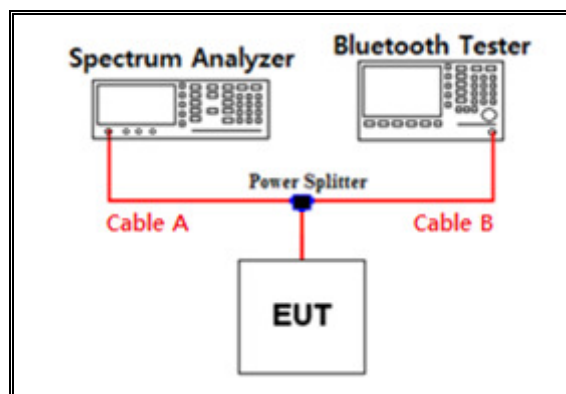 Spectrum Analyzer
Bluetooth Tester
Power Splitter
Cable A
Cable B
EUT